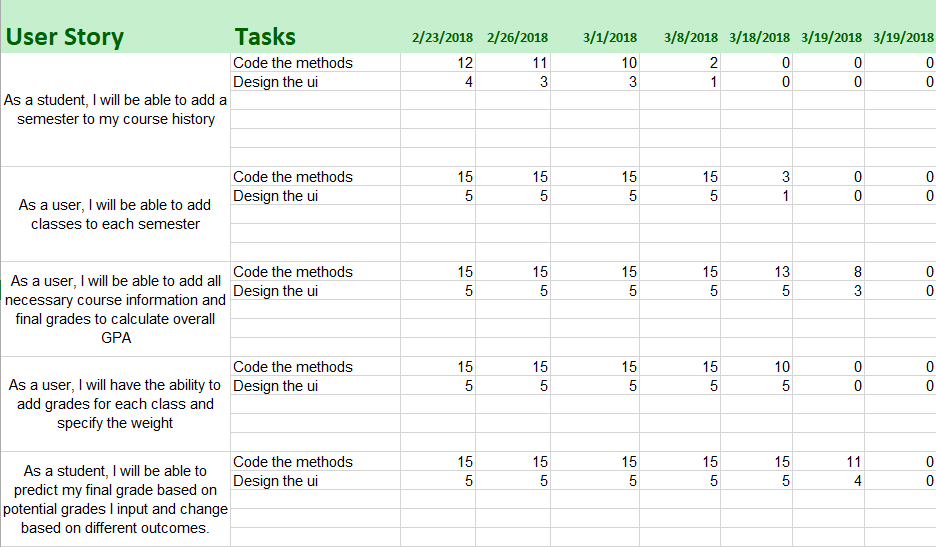 User Story Tasks 2/23/2018 2/26/2018 3/1/2018 3/8/2018 3/18/2018 3/19/2018 3/19/2018
As a student, I will be able to add a
semester to my course history
Code the methods 12 11 10 2 0 0 0
Design the ui 4 3 3 1 0 0 0
As a user, I will be able to add
classes to each semester
Code the methods 15 15 15 15 3 0 0
Design the ui 5 5 5 5 1 0 0
As a user, I will be able to add all
necessary course information and
final grades to calculate overall
GPA
Code the methods 15 15 15 15 13 8 0
Design the ui 5 5 5 5 5 3 0
As a user, I will have the ability to
add grades for each class and
specify the weight
Code the methods 15 15 15 15 10 0 0
Design the ui 5 5 5 5 5 0 0
As a student, I will be able to
predict my final grade based on
potential grades I input and change
based on different outcomes.
Code the methods 15 15 15 15 15 11 0
Design the ui 5 5 5 5 5 4 0